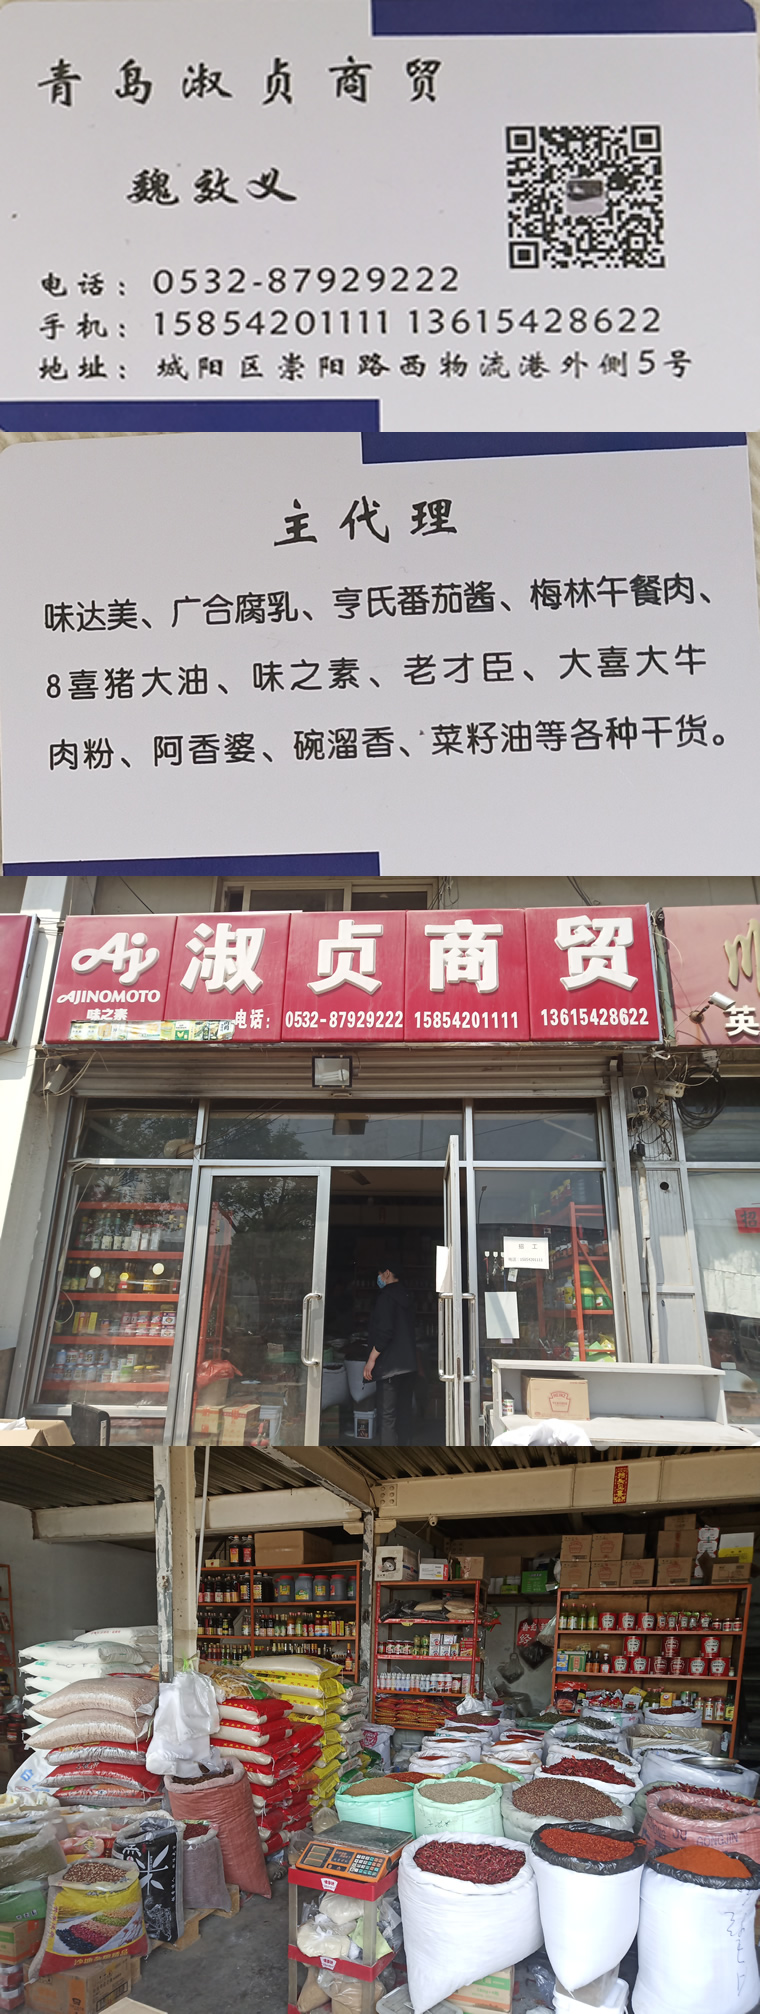 青岛淑贞商贸
魏效义
电话：0532-87929222
手机：15854201111 13615428622
地址：城阳区崇阳路西物流港外侧5号
主代理
味达美、广合腐乳、亨氏番茄酱、梅林午餐肉、
8喜猪大油、味之素、老才臣、大喜大牛
肉粉、阿香婆、碗溜香、菜籽油等各种干货。
淑贞商贸
AJINOMOTO
味之素
电话：0532-87929222 15854201111 13615428622
英
招